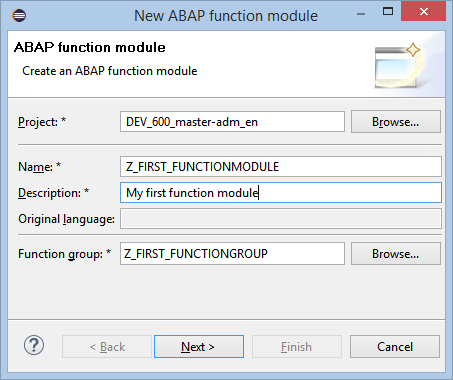 New ABAP function module
ABAP function module
Create an ABAP function module
Project: * DEV_600_master-adm_en Browse...
Name: * Z_FIRST_FUNCTIONMODULE
Description: * My first function module
Original language:
Function group: * Z_FIRST_FUNCTIONGROUP Browse...
? < Back Next > Finish Cancel